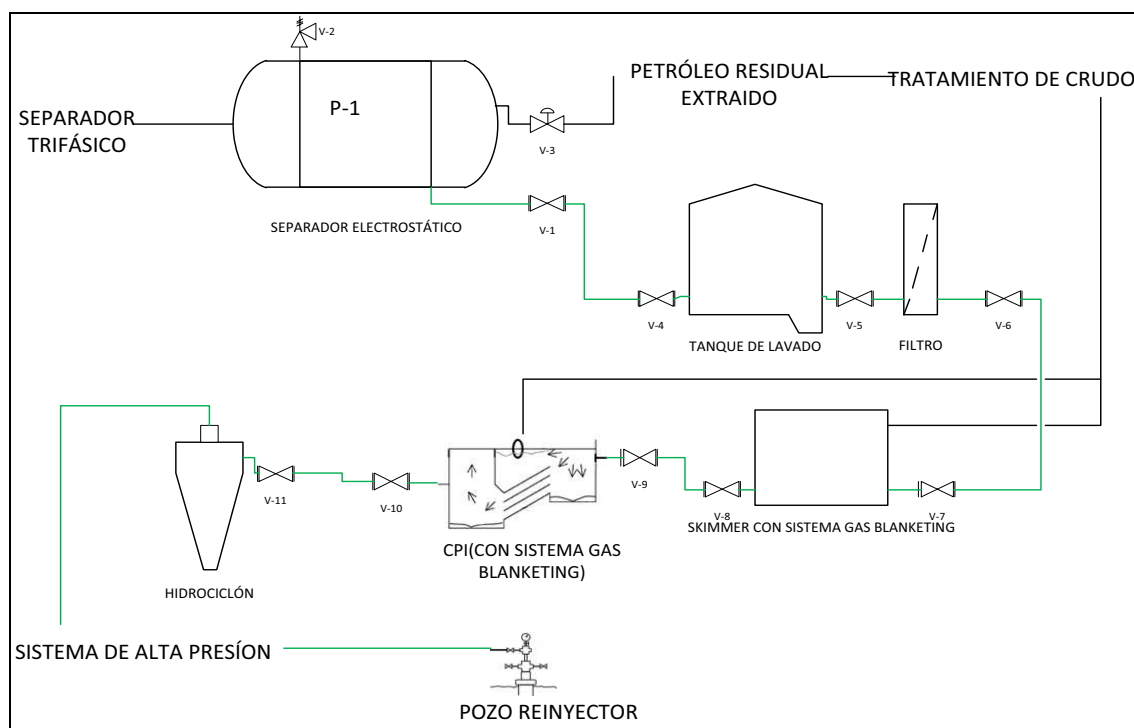 V-2
P-1
SEPARADOR
TRIFÁSICO
PETRÓLEO RESIDUAL
EXTRAIDO
TRATAMIENTO DE CRUDO
V-3
SEPARADOR ELECTROSTÁTICO
V-1
V-4
TANQUE DE LAVADO
V-5
FILTRO
V-6
V-11
HIDROCICLÓN
V-10
CPI(CON SISTEMA GAS
BLANKETING)
V-9
V-8
V-7
SKIMMER CON SISTEMA GAS BLANKETING
SISTEMA DE ALTA PRESÍON
POZO REINYECTOR